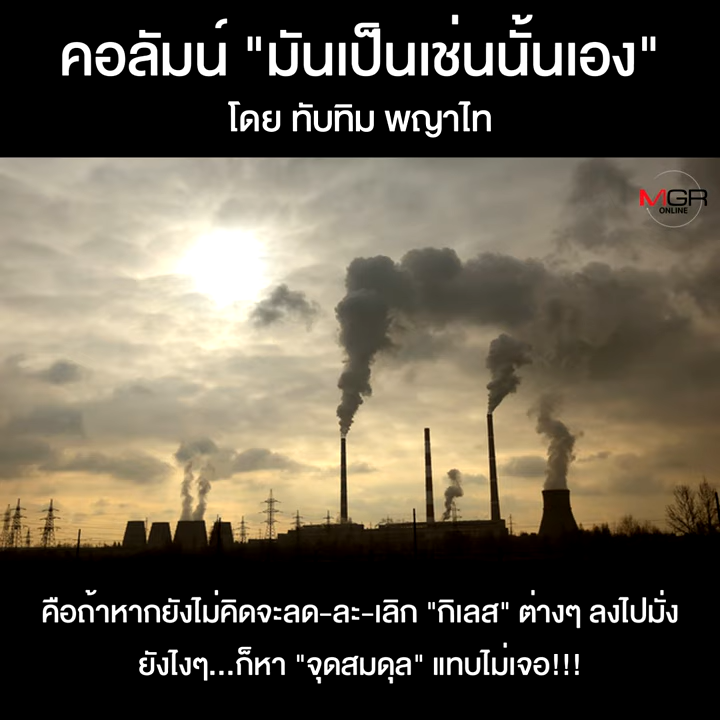 คอลัมน์ "มันเป็นเช่นนั้นเอง"
โดย ทับทิม พญาไท
MGR
ONLINE
คือถ้าหากยังไม่คิดจะลด-ละ-เลิก "กิเลส" ต่างๆ ลงไปมั่ง
ยังไงๆ...ก็หา "จุดสมดุล" แทบไม่เจอ!!!